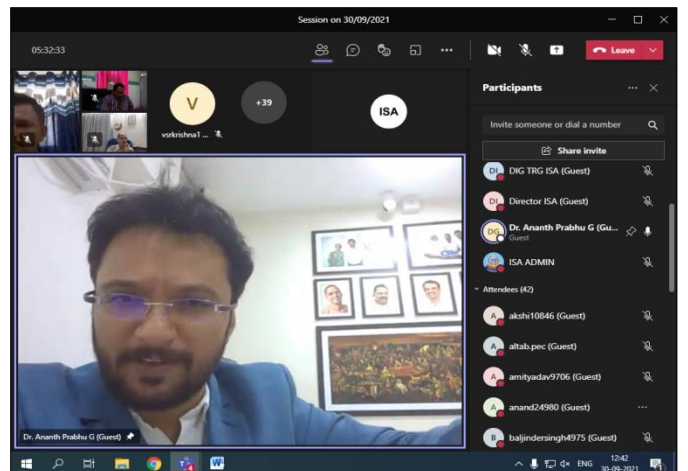 Session on 30/09/2021
05:32:33
Leave
V
vsrkrishna1 ...
+39
ISA
Dr. Ananth Prabhu G (Guest)
Participants
Invite someone or dial a number
Share invite
DI
DIG TRG ISA (Guest)
DI
Director ISA (Guest)
DG
Dr. Ananth Prabhu G (Gu...
Guest
ISA ADMIN
Attendees (42)
A
akshi10846 (Guest)
A
altab.pec (Guest)
A
amityadav9706 (Guest)
A
anand24980 (Guest)
B
baljindersingh4975 (Guest)
ENG
12:42
30-09-2021